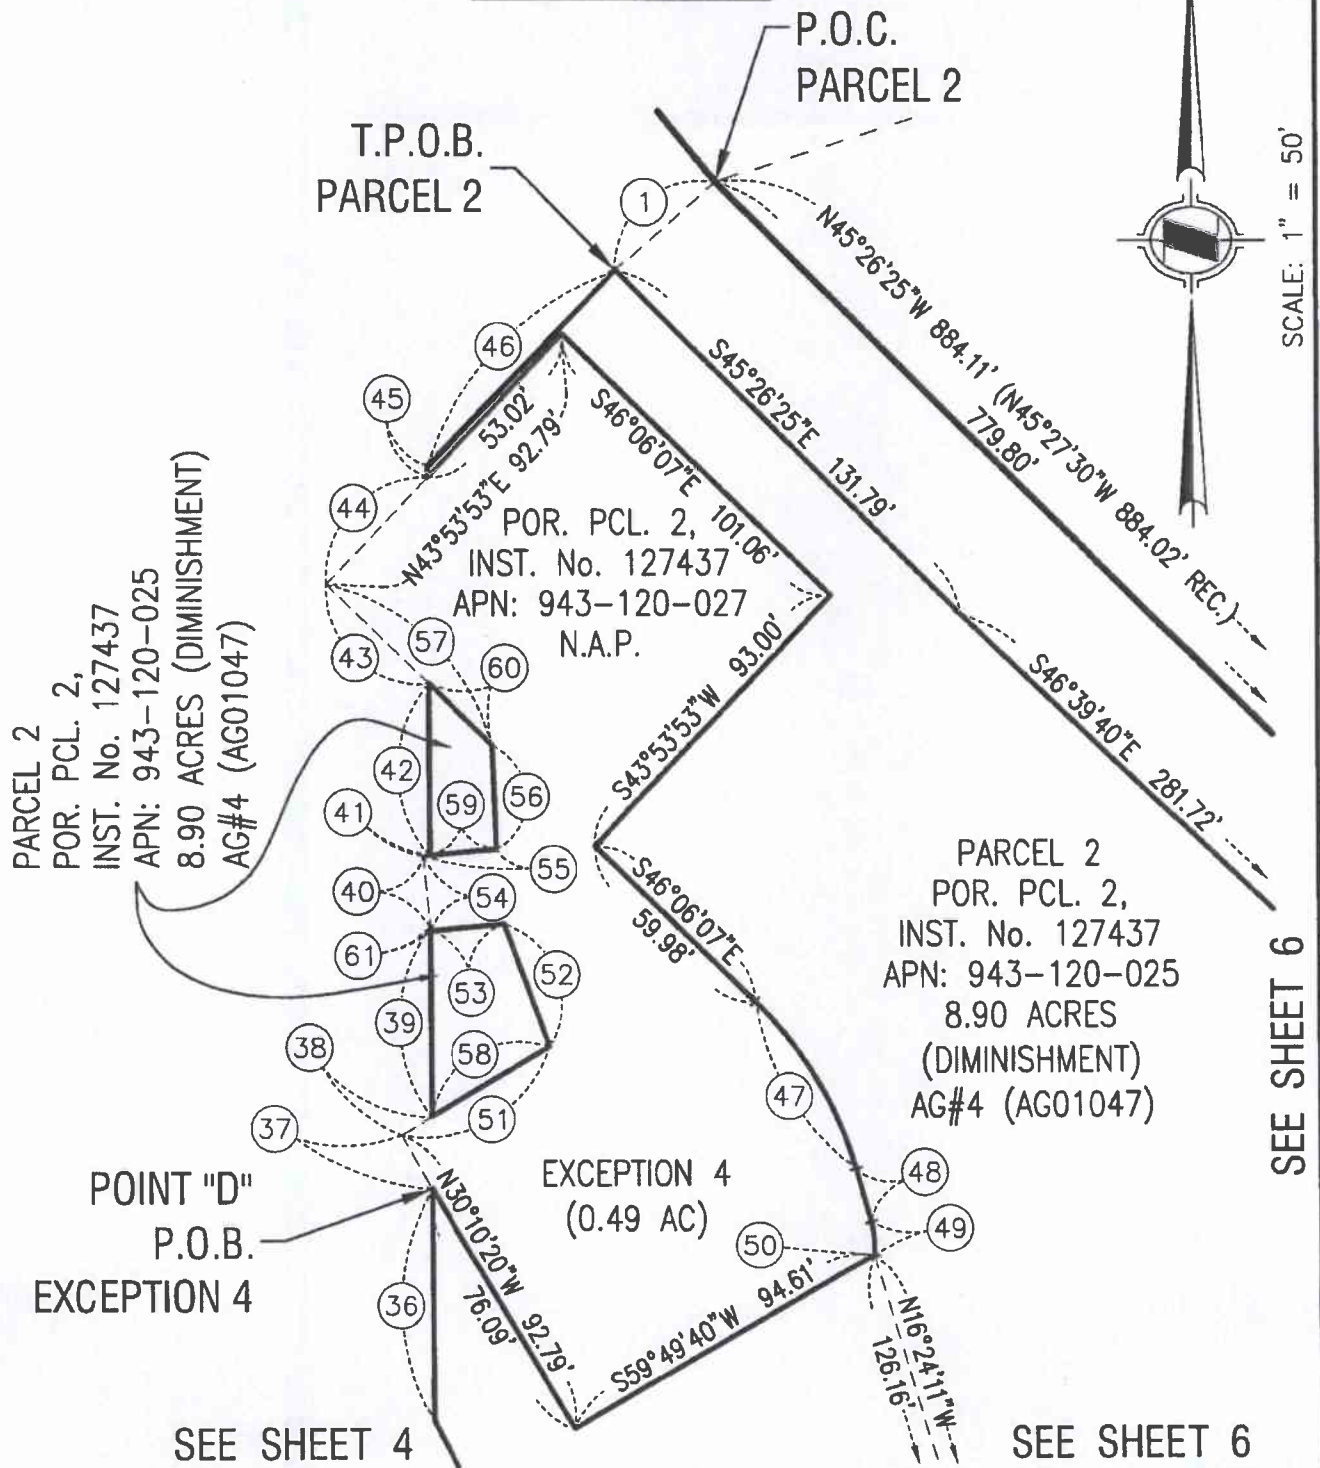 P.O.C.
PARCEL 2
T.P.O.B.
PARCEL 2
1
N45°26'25"W 884.11' (N45°27'30"W 884.02' REC.)
779.80'
SCALE: 1" = 50'
46
S45°26'25"E 131.79'
45
53.02'
N43°53'53"E 92.79'
S46°06'07"E 101.06'
44
POR. PCL. 2,
INST. No. 127437
APN: 943-120-027
N.A.P.
PARCEL 2
POR. PCL. 2,
INST. No. 127437
APN: 943-120-025
8.90 ACRES (DIMINISHMENT)
AG#4 (AG01047)
57
43
60
S43°53'53"W 93.00'
S46°39'40"E 281.72'
42
59
56
41
55
40
54
S46°06'07"E
59.98'
PARCEL 2
POR. PCL. 2,
INST. No. 127437
APN: 943-120-025
8.90 ACRES
(DIMINISHMENT)
AG#4 (AG01047)
SEE SHEET 6
61
53
52
39
58
38
51
37
47
48
49
50
POINT "D"
P.O.B.
EXCEPTION 4
EXCEPTION 4
(0.49 AC)
N30°10'20"W 92.79'
76.09'
36
S59°49'40"W 94.61'
N16°24'11"W
126.16'
SEE SHEET 4
SEE SHEET 6